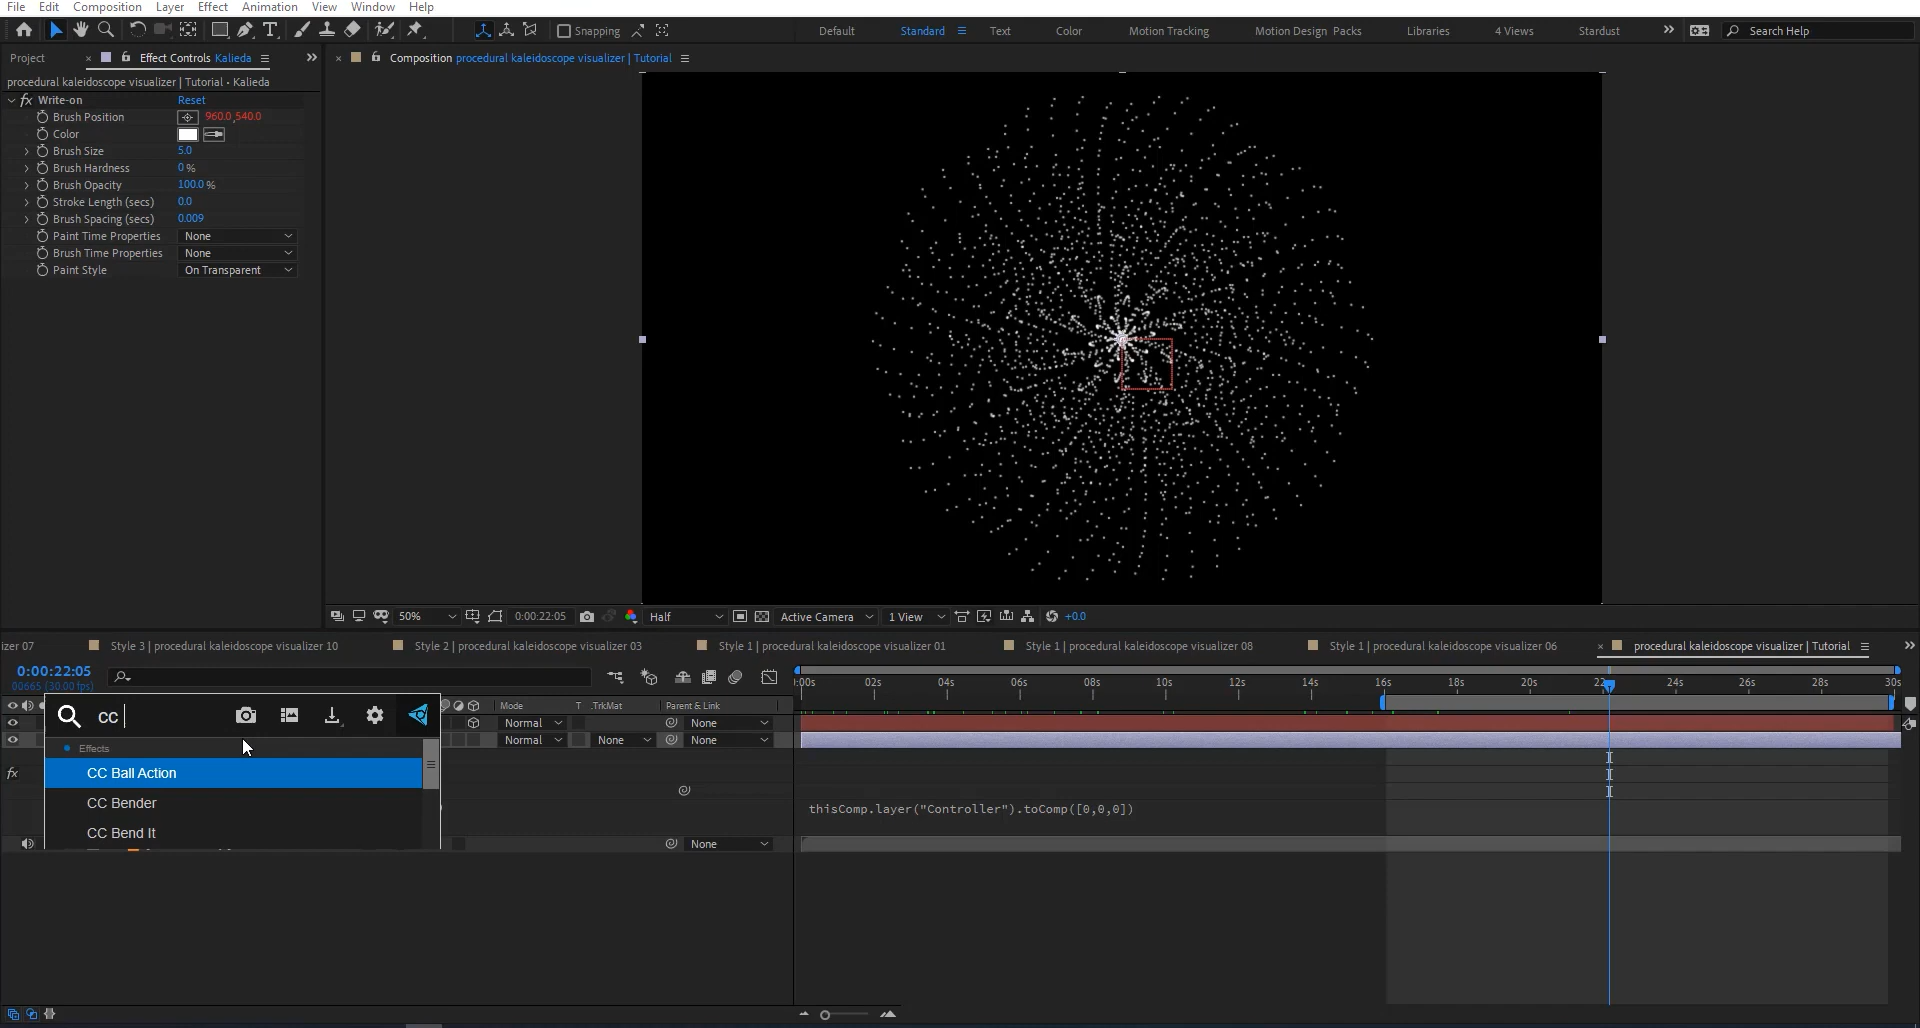 File Edit Composition Layer Effect Animation View Window Help
Snapping Default Standard Text Color Motion Tracking Motion Design Packs Libraries 4 Views Stardust Search Help
Project Effect Controls Kalieda
Composition procedural kaleidoscope visualizer | Tutorial
procedural kaleidoscope visualizer | Tutorial • Kalieda
fx Write-on Reset
Brush Position 960.0,540.0
Color
Brush Size 5.0
Brush Hardness 0 %
Brush Opacity 100.0 %
Stroke Length (secs) 0.0
Brush Spacing (secs) 0.009
Paint Time Properties None
Brush Time Properties None
Paint Style On Transparent
50% 0:00:22:05 Half Active Camera 1 View +0.0
izer 07 Style 3 | procedural kaleidoscope visualizer 10 Style 2 | procedural kaleidoscope visualizer 03 Style 1 | procedural kaleidoscope visualizer 01 Style 1 | procedural kaleidoscope visualizer 08 Style 1 | procedural kaleidoscope visualizer 06 procedural kaleidoscope visualizer | Tutorial
0:00:22:05
00665 (30.00 fps)
:00s 02s 04s 06s 08s 10s 12s 14s 16s 18s 20s 22s 24s 26s 28s 30s
Mode T .TrkMat Parent & Link
cc
Normal None
Normal None None
Effects
CC Ball Action
fx
CC Bender
thisComp.layer("Controller").toComp([0,0,0])
CC Bend It
None